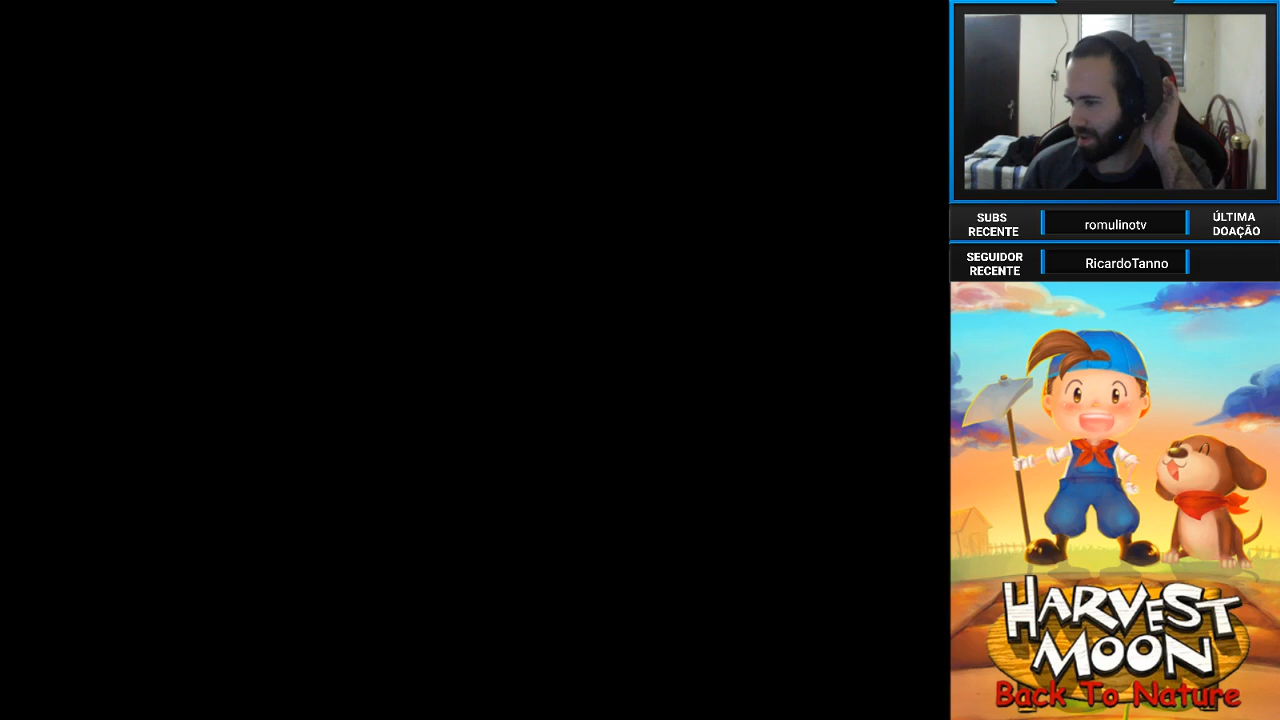 SUBS
RECENTE
romulinotv
ÚLTIMA
DOAÇÃO
SEGUIDOR
RECENTE
RicardoTanno
HARVEST
MOON
Back To Nature